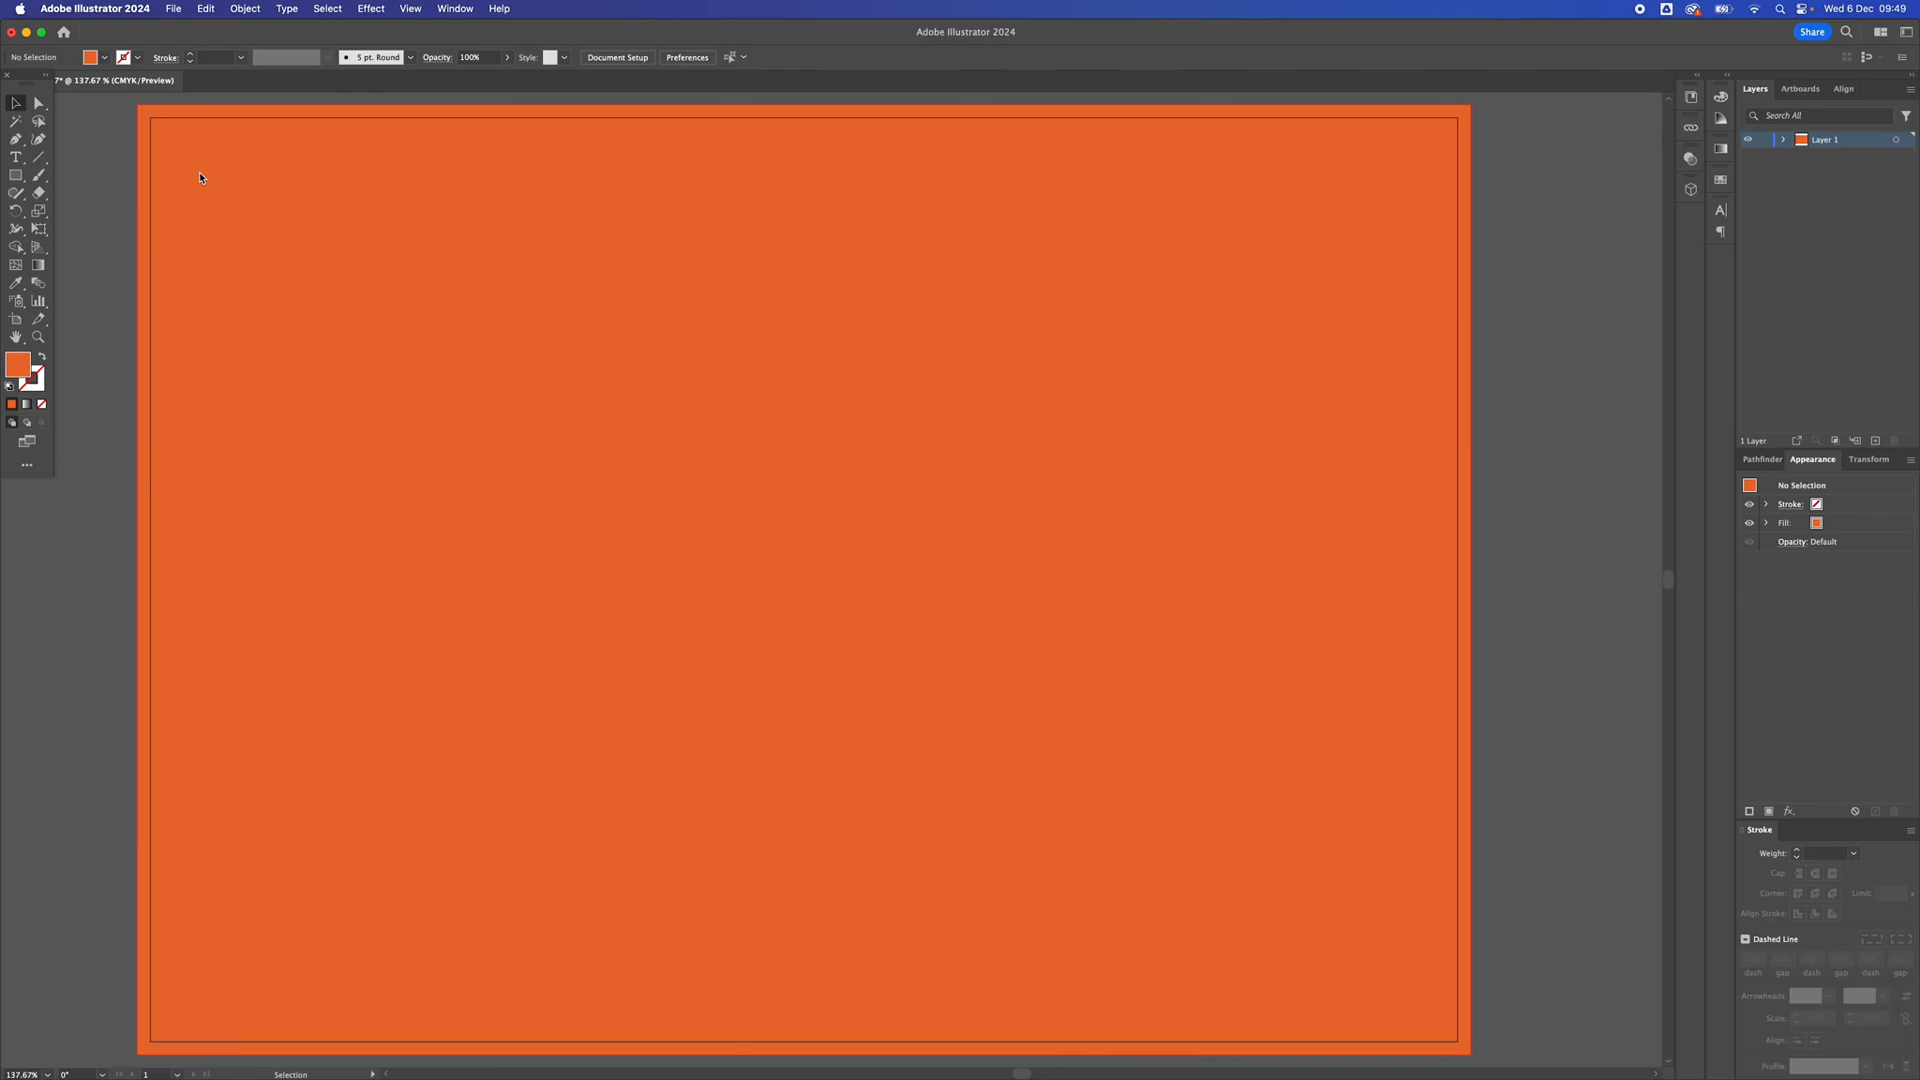 Adobe Illustrator 2024 File Edit Object Type Select Effect View Window Help Wed 6 Dec 09:49
Adobe Illustrator 2024 Share
No Selection Stroke: 5 pt. Round Opacity: 100% Style: Document Setup Preferences
7* @ 137.67 % (CMYK/Preview)
Layers Artboards Align
Search All
Layer 1
1 Layer
Pathfinder Appearance Transform
No Selection
Stroke:
Fill:
Opacity: Default
fx.
Stroke
Weight:
Cap:
Corner: Limit: x
Align Stroke:
Dashed Line
dash gap dash gap dash gap
Arrowheads:
Scale:
Align:
Profile:
137.67% 0° 1 Selection